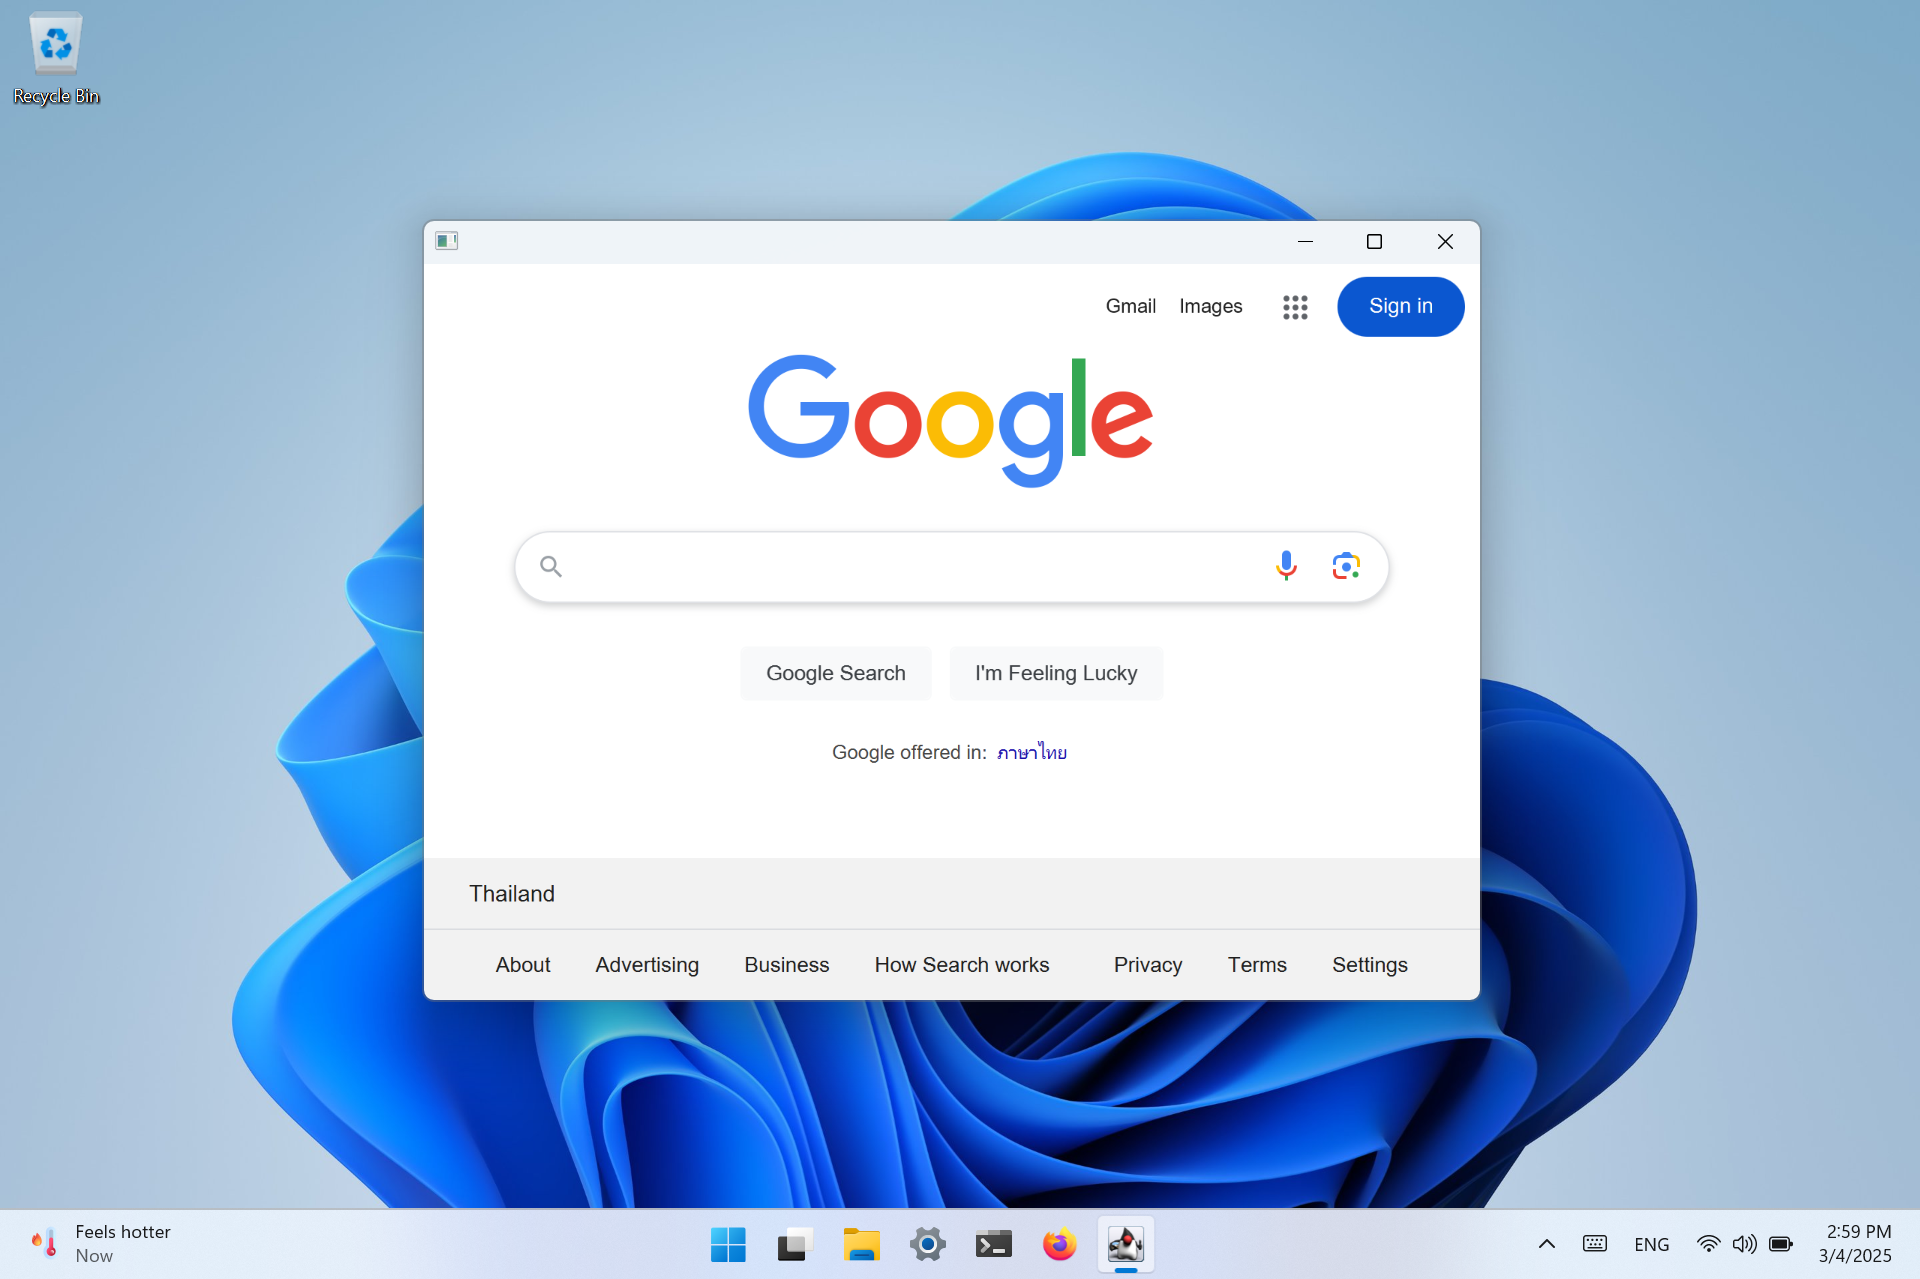 Recycle Bin
Gmail Images Sign in
Google
Google Search I'm Feeling Lucky
Google offered in: ภาษาไทย
Thailand
About Advertising Business How Search works Privacy Terms Settings
Feels hotter
Now
ENG
2:59 PM
3/4/2025